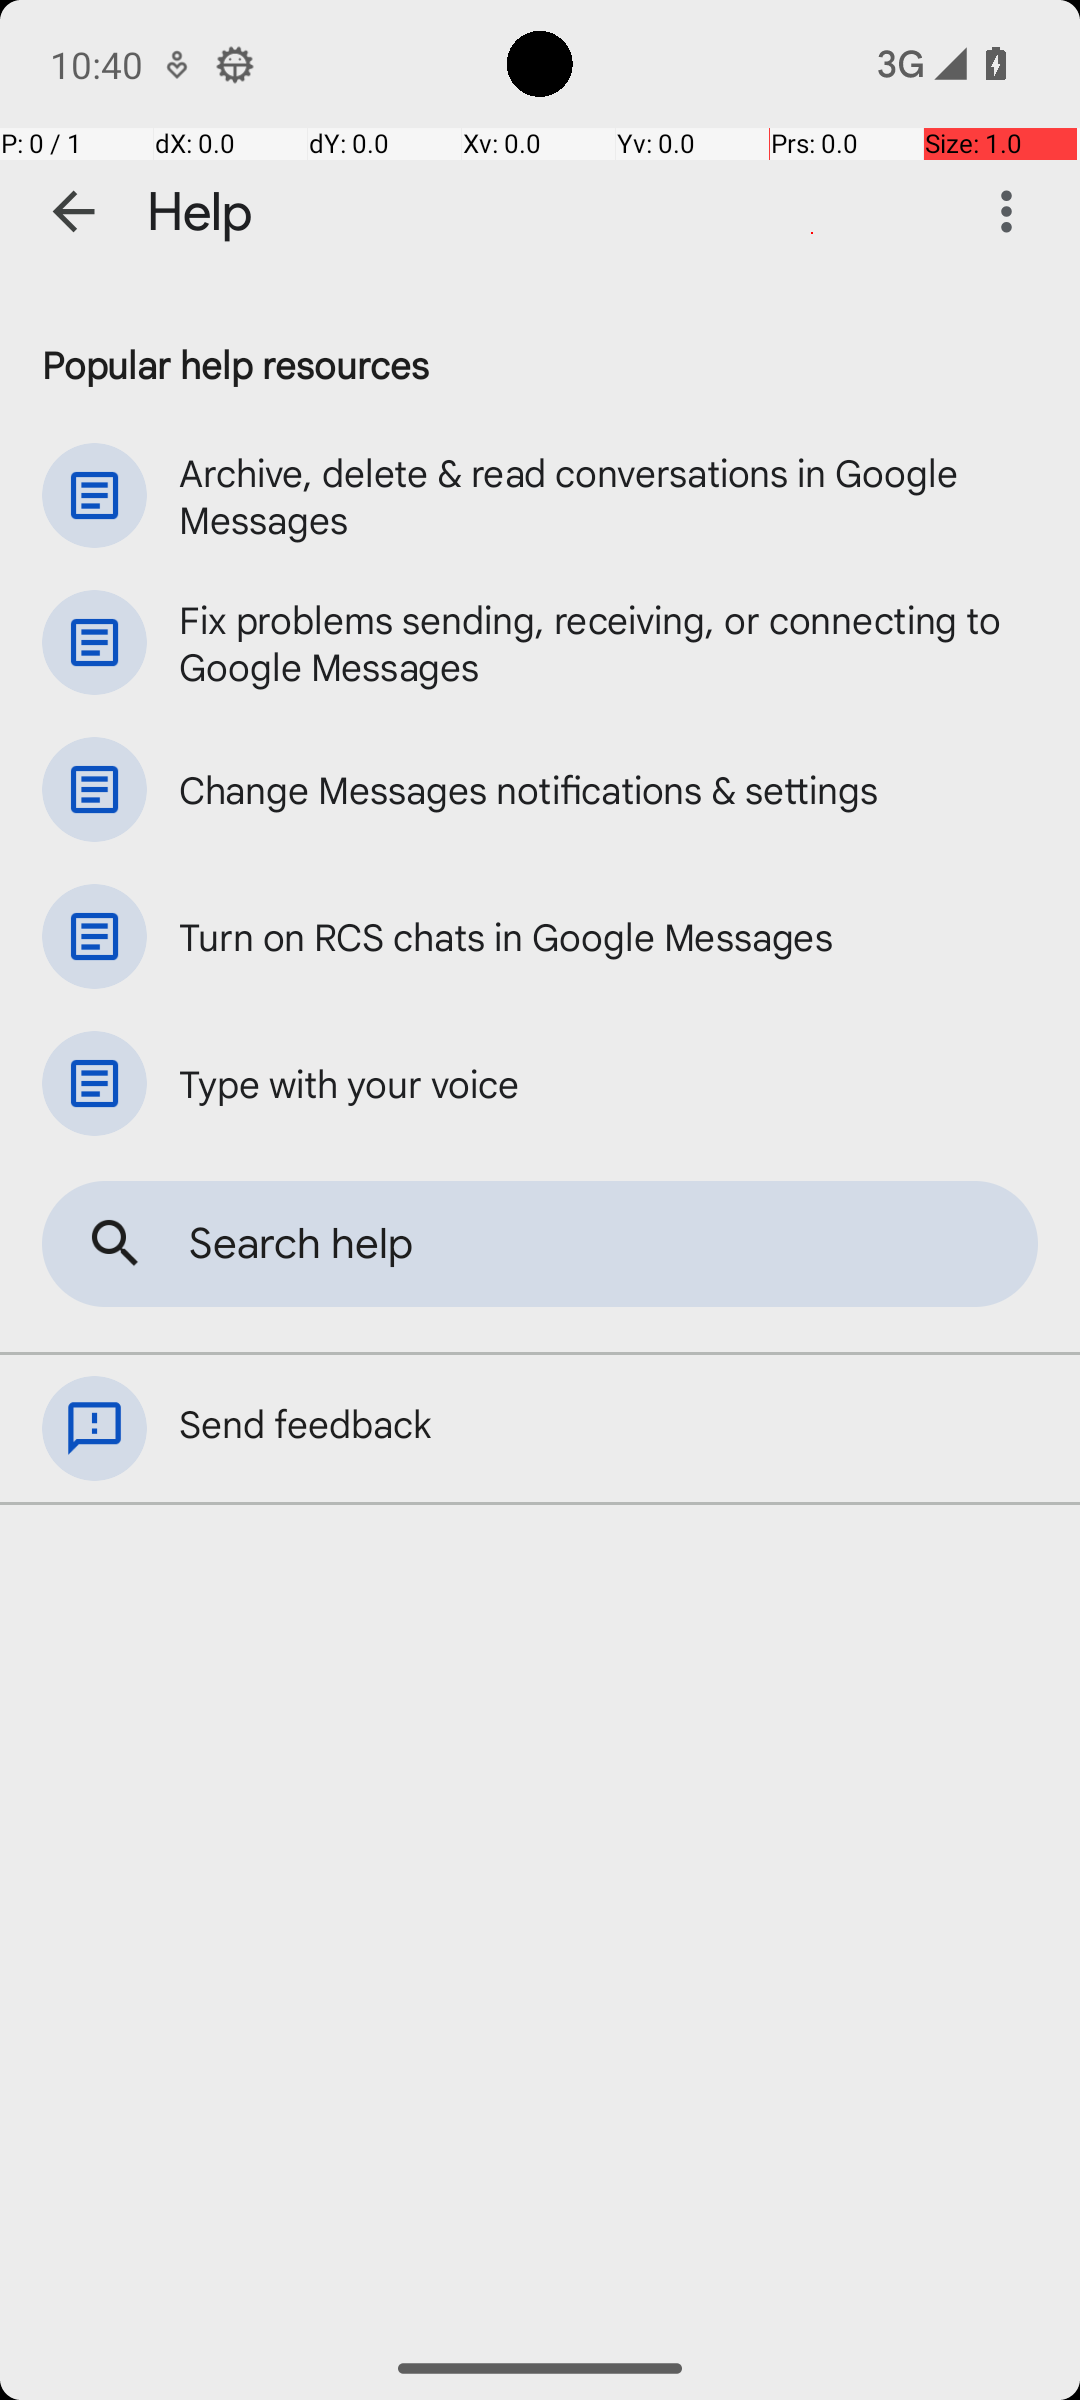 10:40
3G
P: 0 / 1
dX: 0.0
dY: 0.0
Xv: 0.0
Yv: 0.0
Prs: 0.0
Size: 1.0
Help
Popular help resources
Archive, delete & read conversations in Google
Messages
Fix problems sending, receiving, or connecting to
Google Messages
Change Messages notifications & settings
Turn on RCS chats in Google Messages
Type with your voice
Search help
Send feedback